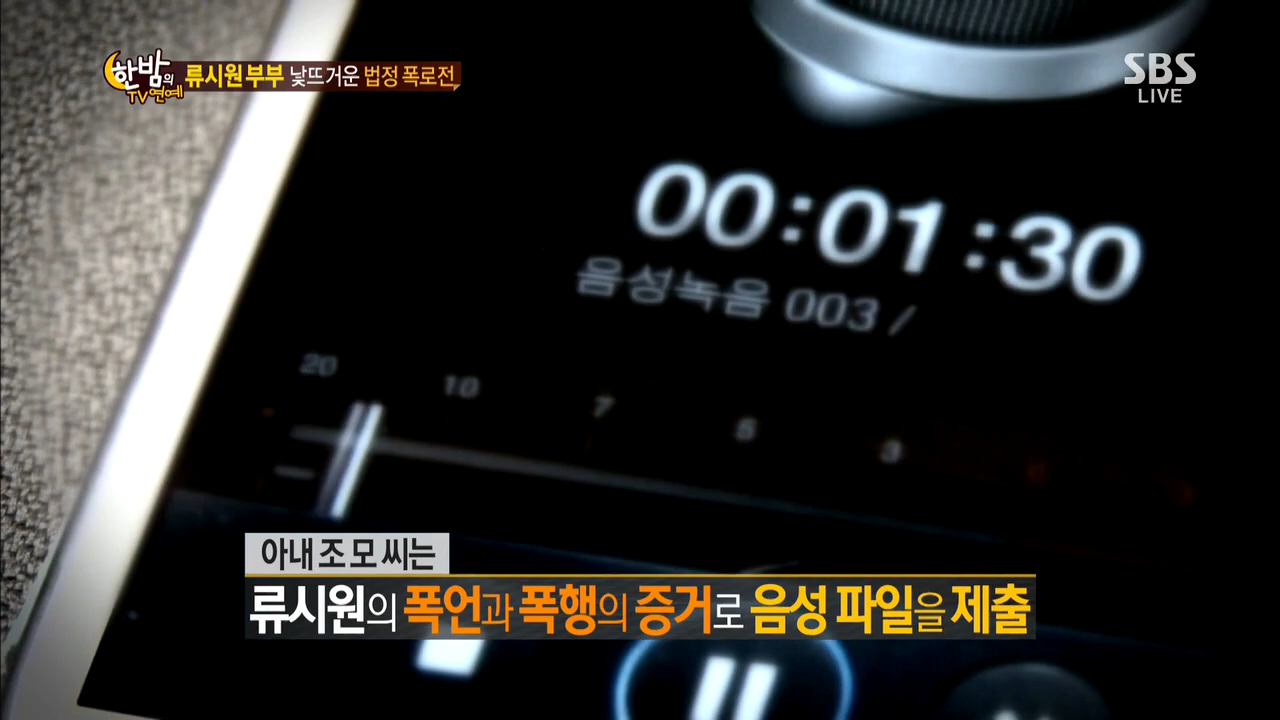 한밤의
TV연예
류시원 부부 낯뜨거운 법정 폭로전
SBS
LIVE
00:01:30
음성녹음 003 /
20 10 7 5 3
아내 조 모 씨는
류시원의 폭언과 폭행의 증거로 음성 파일을 제출